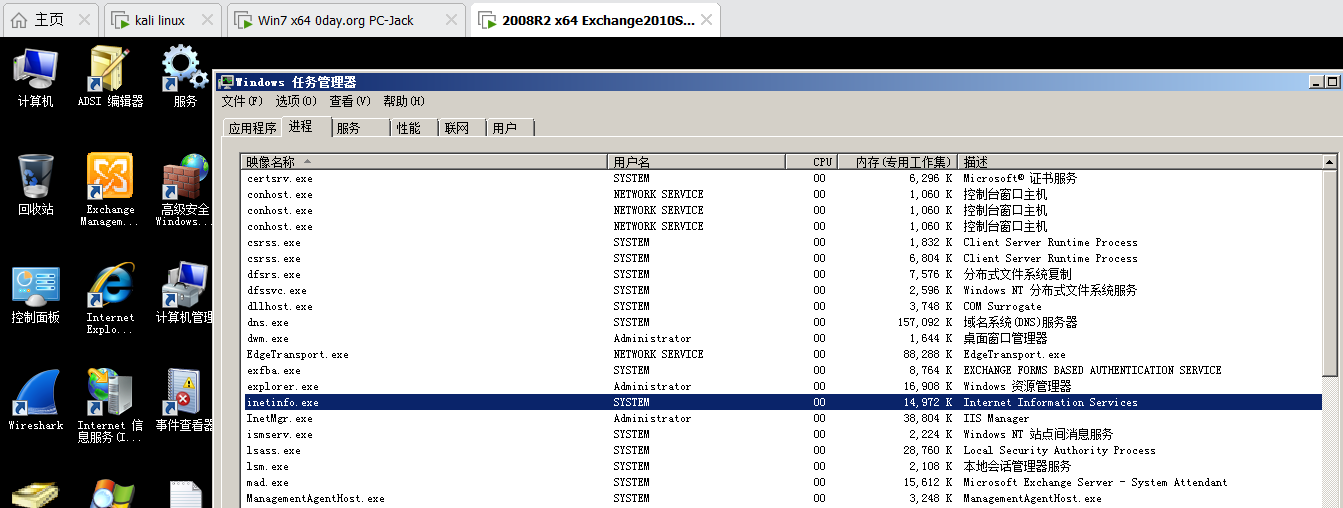 主页 kali linux Win7 x64 0day.org PC-Jack 2008R2 x64 Exchange2010S...
计算机 ADSI 编辑器 服务
回收站 Exchange Managem... 高级安全 Windows...
控制面板 Internet Explo... 计算机管理
Wireshark Internet 信息服务(I... 事件查看器
Windows 任务管理器
文件(F) 选项(O) 查看(V) 帮助(H)
应用程序 进程 服务 性能 联网 用户
映像名称 用户名 CPU 内存(专用工作集) 描述
certsrv.exe SYSTEM 00 6,296 K Microsoft® 证书服务
conhost.exe NETWORK SERVICE 00 1,060 K 控制台窗口主机
conhost.exe NETWORK SERVICE 00 1,060 K 控制台窗口主机
conhost.exe NETWORK SERVICE 00 1,060 K 控制台窗口主机
csrss.exe SYSTEM 00 1,832 K Client Server Runtime Process
csrss.exe SYSTEM 00 6,804 K Client Server Runtime Process
dfsrs.exe SYSTEM 00 7,576 K 分布式文件系统复制
dfssvc.exe SYSTEM 00 2,596 K Windows NT 分布式文件系统服务
dllhost.exe SYSTEM 00 3,748 K COM Surrogate
dns.exe SYSTEM 00 157,092 K 域名系统(DNS)服务器
dwm.exe Administrator 00 1,644 K 桌面窗口管理器
EdgeTransport.exe NETWORK SERVICE 00 88,288 K EdgeTransport.exe
exfba.exe SYSTEM 00 8,764 K EXCHANGE FORMS BASED AUTHENTICATION SERVICE
explorer.exe Administrator 00 16,908 K Windows 资源管理器
inetinfo.exe SYSTEM 00 14,972 K Internet Information Services
InetMgr.exe Administrator 00 38,804 K IIS Manager
ismserv.exe SYSTEM 00 2,224 K Windows NT 站点间消息服务
lsass.exe SYSTEM 00 28,760 K Local Security Authority Process
lsm.exe SYSTEM 00 2,108 K 本地会话管理器服务
mad.exe SYSTEM 00 15,612 K Microsoft Exchange Server - System Attendant
ManagementAgentHost.exe SYSTEM 00 3,248 K ManagementAgentHost.exe